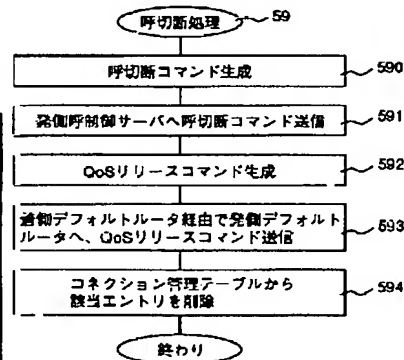 呼切断処理
59
呼切断コマンド生成
590
発側呼制御サーバへ呼切断コマンド送信
591
QoSリリースコマンド生成
592
着側デフォルトルータ経由で発側デフォルト
ルータへ、QoSリリースコマンド送信
593
コネクション管理テーブルから
該当エントリを削除
594
終わり